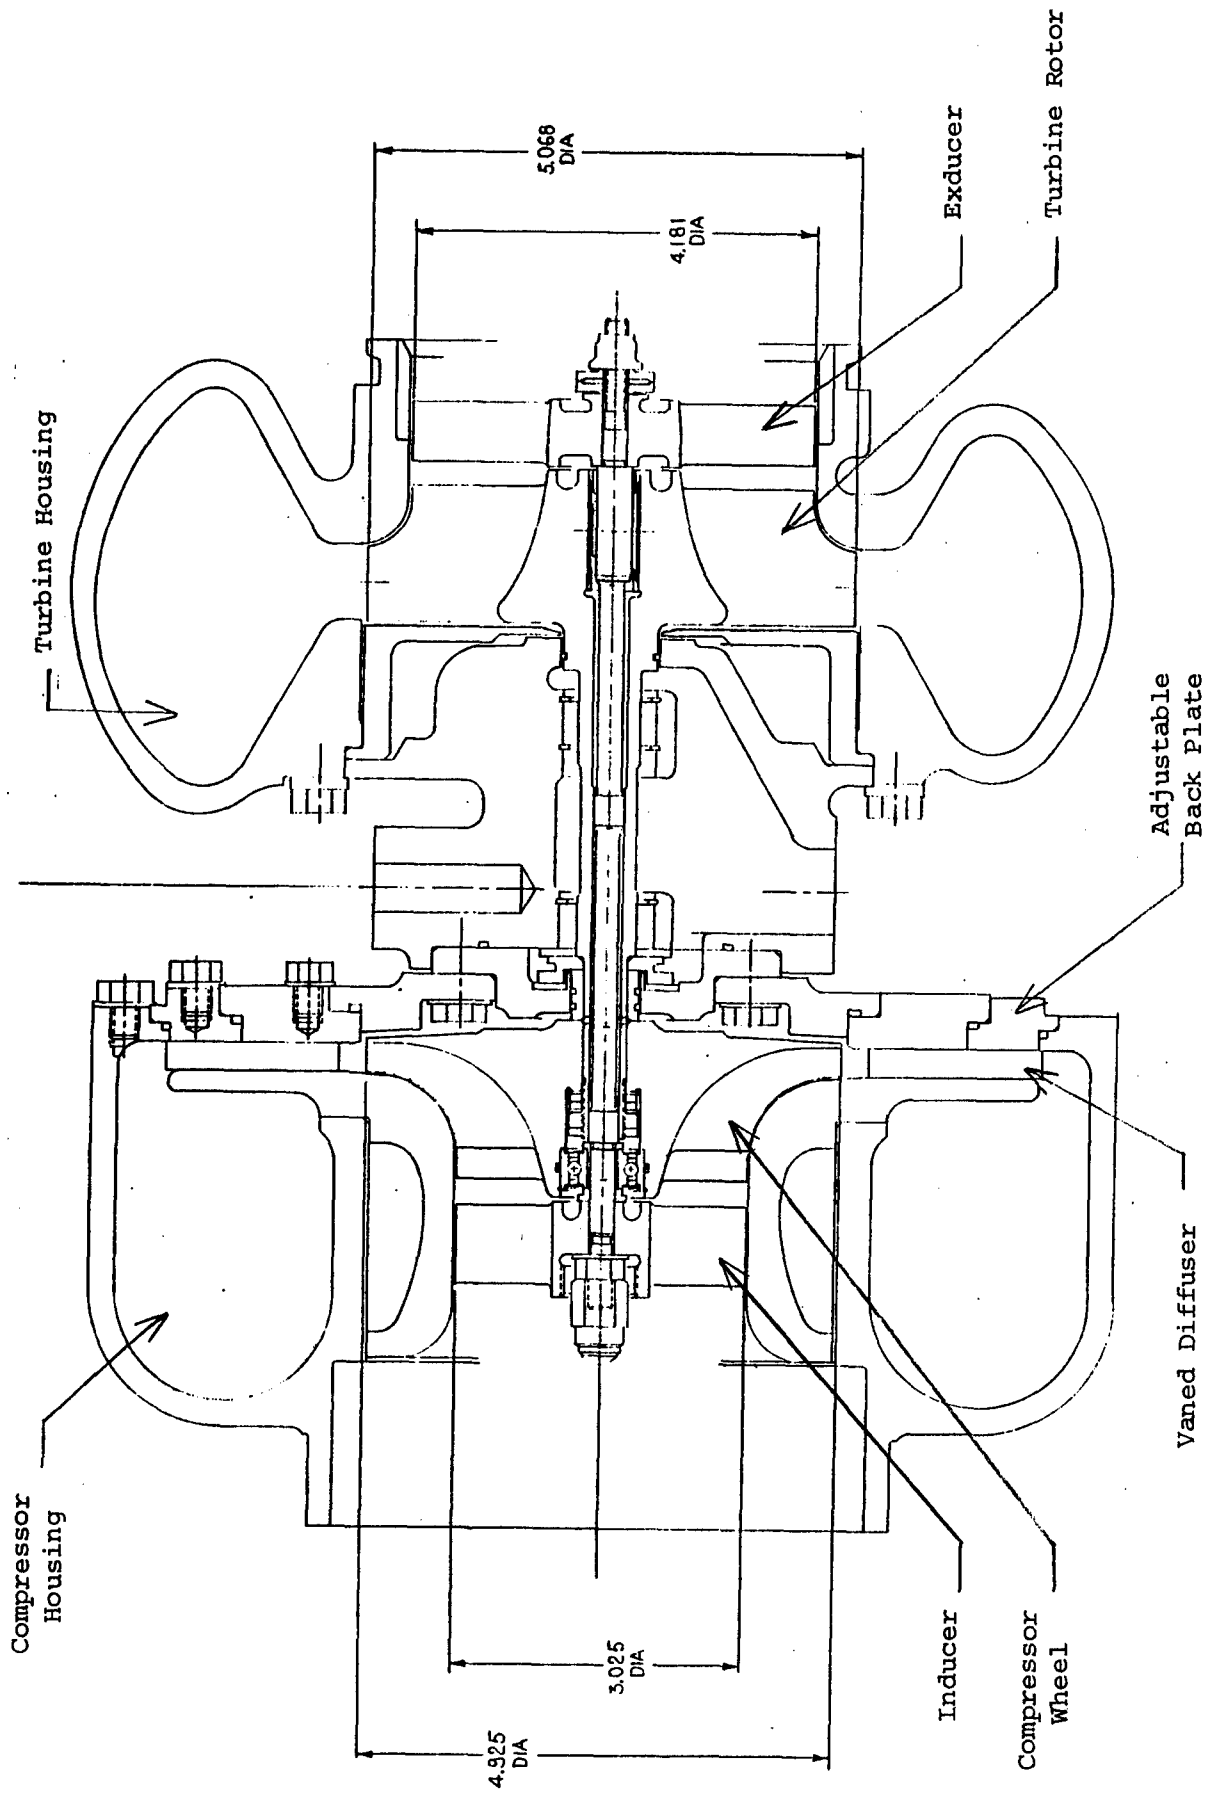 Compressor
Housing
Turbine Housing
4.925
DIA
3.025
DIA
5.068
DIA
4.181
DIA
Inducer
Exducer
Compressor
Wheel
Turbine Rotor
Vaned Diffuser
Adjustable
Back Plate